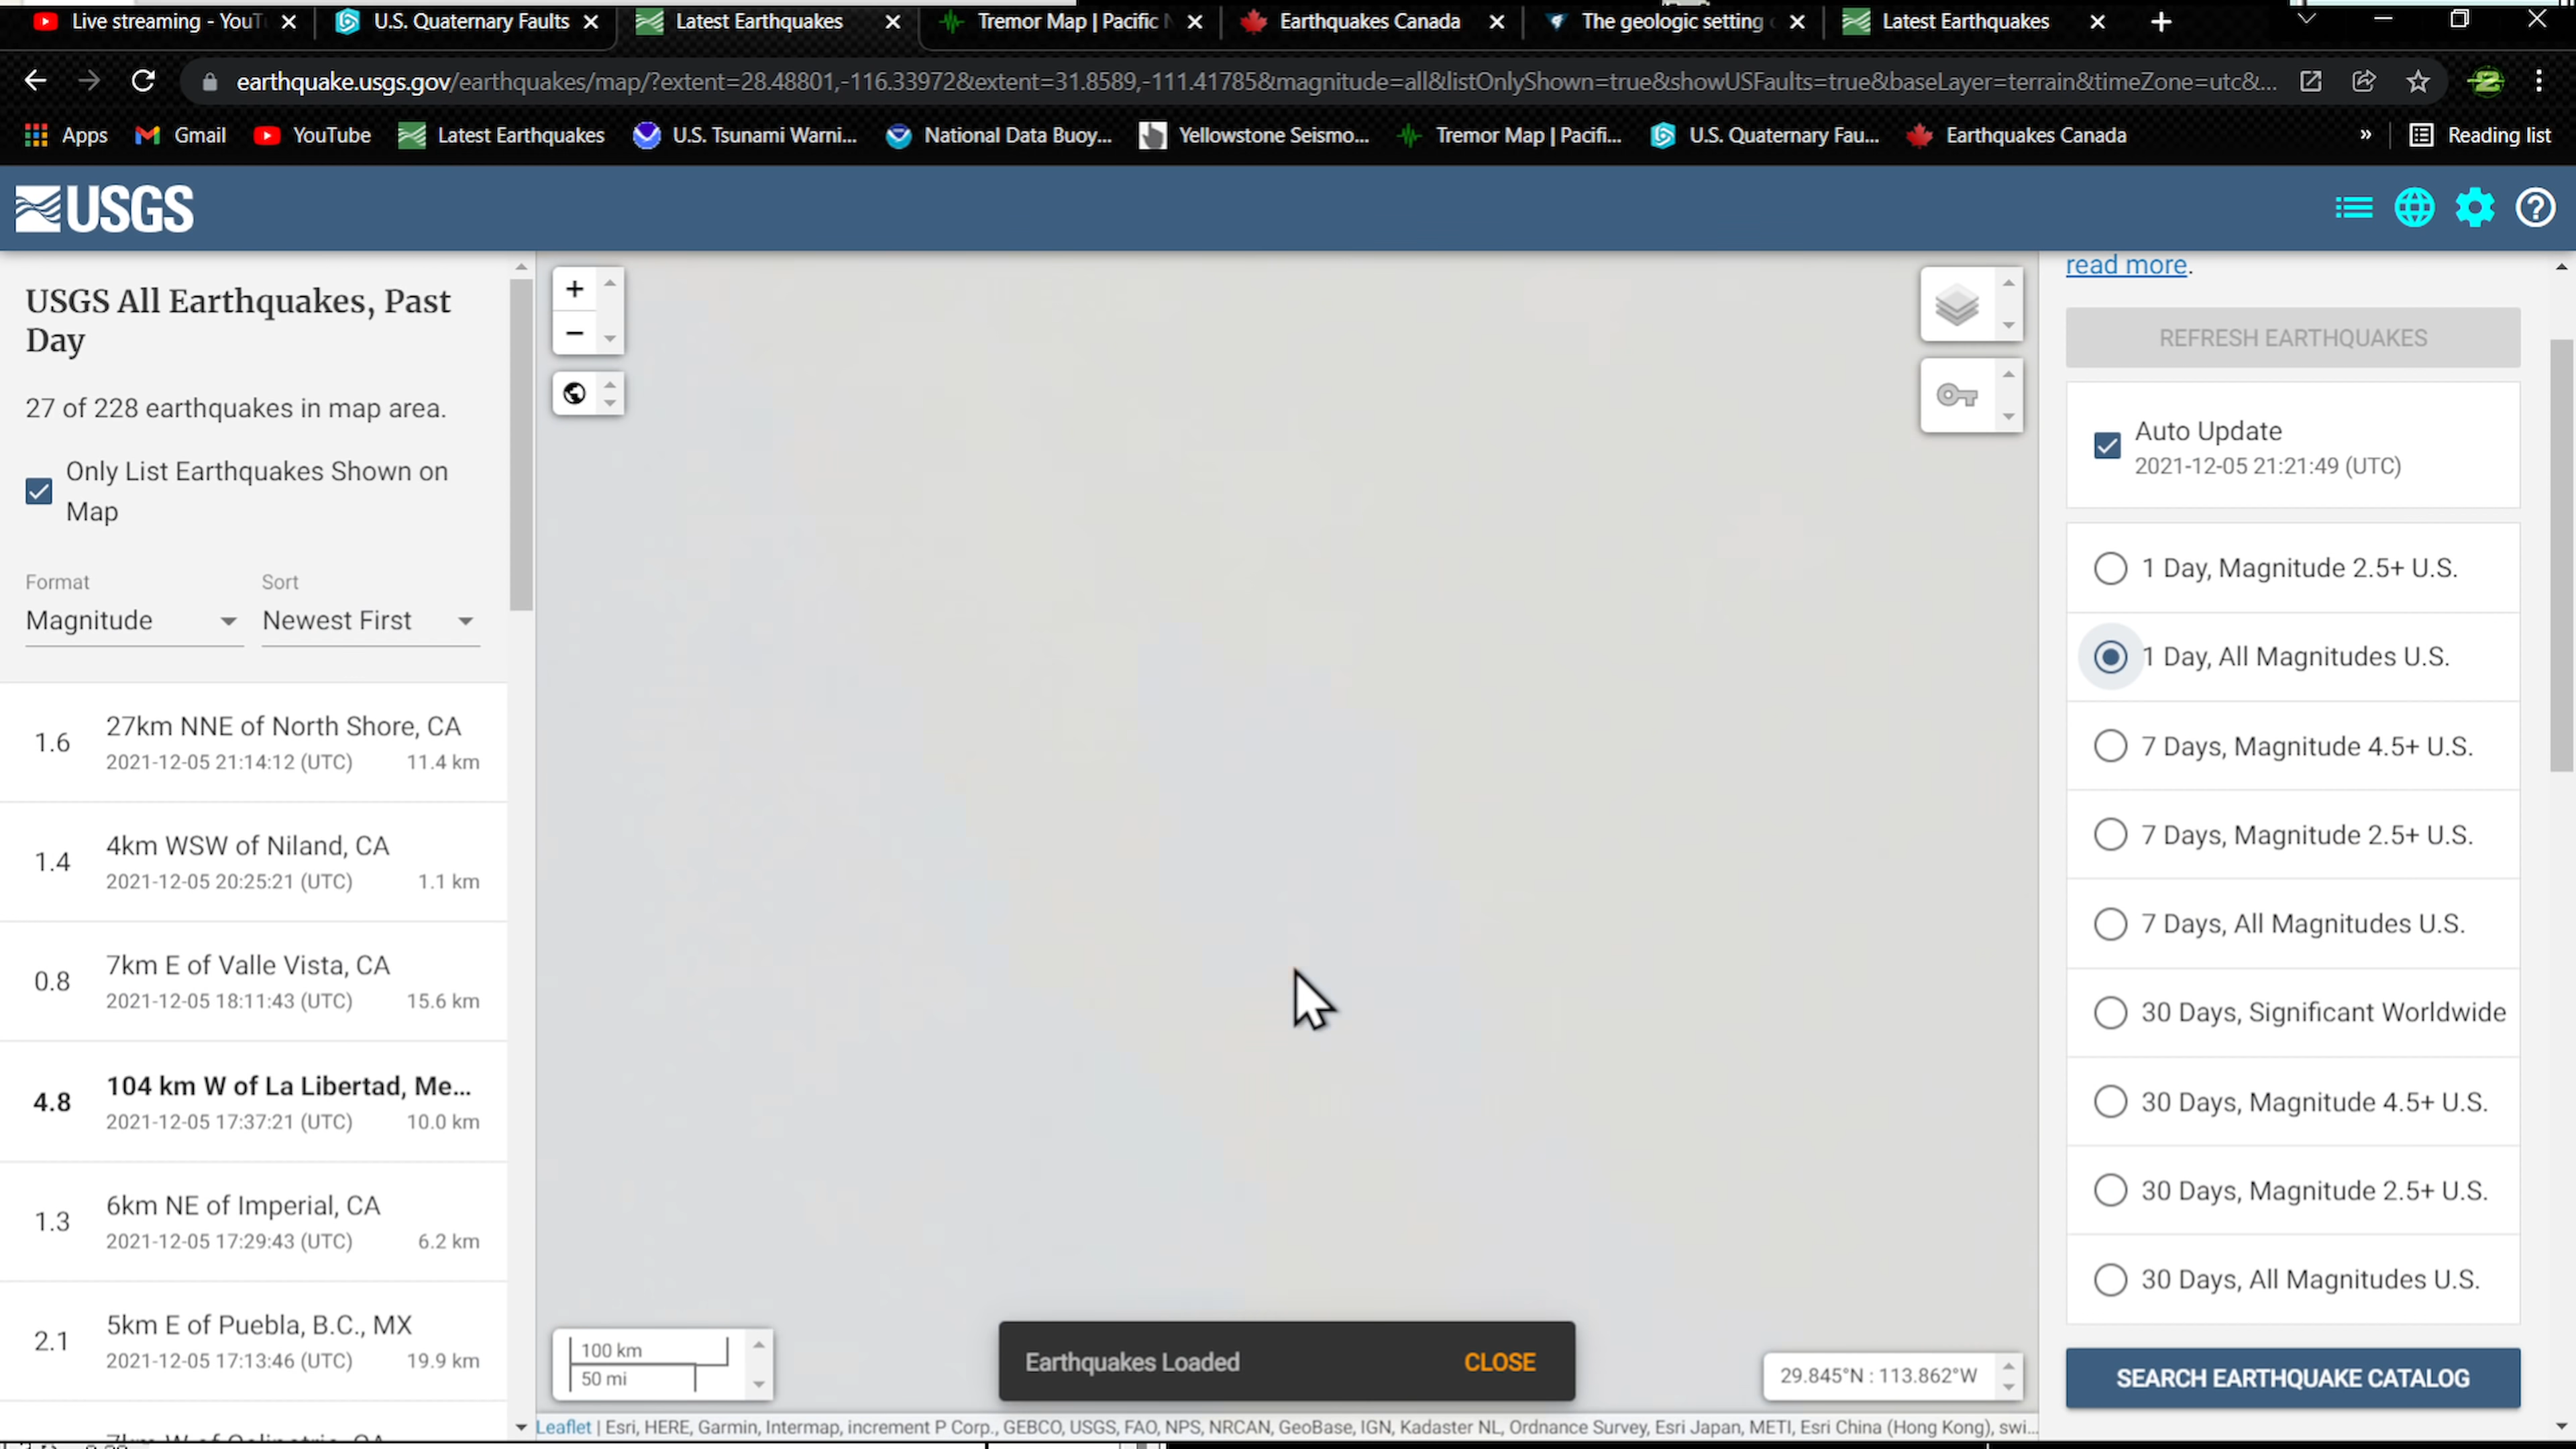 Live streaming - YouT
U.S. Quaternary Faults
Latest Earthquakes
Tremor Map | Pacific
Earthquakes Canada
The geologic setting
Latest Earthquakes
earthquake.usgs.gov/earthquakes/map/?extent=28.48801,-116.33972&extent=31.8589,-111.41785&magnitude=all&listOnlyShown=true&showUSFaults=true&baseLayer=terrain&timeZone=utc&...
Apps
Gmail
YouTube
Latest Earthquakes
U.S. Tsunami Warni...
National Data Buoy...
Yellowstone Seismo...
Tremor Map | Pacifi...
U.S. Quaternary Fau...
Earthquakes Canada
»
Reading list
USGS
USGS All Earthquakes, Past
Day
27 of 228 earthquakes in map area.
Only List Earthquakes Shown on
Map
Format
Sort
Magnitude
Newest First
1.6
27km NNE of North Shore, CA
2021-12-05 21:14:12 (UTC) 11.4 km
1.4
4km WSW of Niland, CA
2021-12-05 20:25:21 (UTC) 1.1 km
0.8
7km E of Valle Vista, CA
2021-12-05 18:11:43 (UTC) 15.6 km
4.8
104 km W of La Libertad, Me...
2021-12-05 17:37:21 (UTC) 10.0 km
1.3
6km NE of Imperial, CA
2021-12-05 17:29:43 (UTC) 6.2 km
2.1
5km E of Puebla, B.C., MX
2021-12-05 17:13:46 (UTC) 19.9 km
+
−
100 km
50 mi
Earthquakes Loaded
CLOSE
29.845°N : 113.862°W
Leaflet | Esri, HERE, Garmin, Intermap, increment P Corp., GEBCO, USGS, FAO, NPS, NRCAN, GeoBase, IGN, Kadaster NL, Ordnance Survey, Esri Japan, METI, Esri China (Hong Kong), swi...
read more.
REFRESH EARTHQUAKES
Auto Update
2021-12-05 21:21:49 (UTC)
1 Day, Magnitude 2.5+ U.S.
1 Day, All Magnitudes U.S.
7 Days, Magnitude 4.5+ U.S.
7 Days, Magnitude 2.5+ U.S.
7 Days, All Magnitudes U.S.
30 Days, Significant Worldwide
30 Days, Magnitude 4.5+ U.S.
30 Days, Magnitude 2.5+ U.S.
30 Days, All Magnitudes U.S.
SEARCH EARTHQUAKE CATALOG